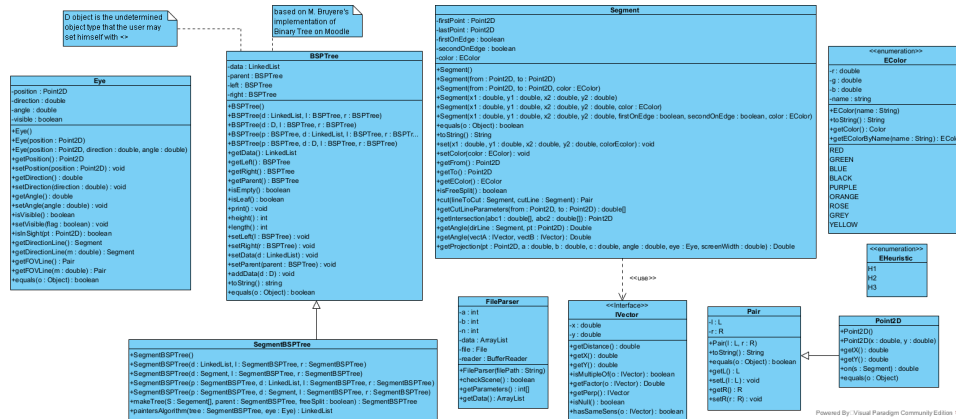 D object is the undetermined
object type that the user may
set himself with <>
based on M. Bruyere's
implementation of
Binary Tree on Moodle
Eye
-position : Point2D
-direction : double
-angle : double
-visible : boolean
+Eye()
+Eye(position : Point2D)
+Eye(position : Point2D, direction : double, angle : double)
+getPosition() : Point2D
+setPosition(position : Point2D) : void
+getDirection() : double
+setDirection(direction : double) : void
+getAngle() : double
+setAngle(angle : double) : void
+isVisible() : boolean
+setVisible(flag : boolean) : void
+isInSight(pt : Point2D) : boolean
+getDirectionLine() : Segment
+getDirectionLine(m : double) : Segment
+getFOVLine() : Pair
+getFOVLine(m : double) : Pair
+equals(o : Object) : boolean
BSPTree
-data : LinkedList
-parent : BSPTree
-left : BSPTree
-right : BSPTree
+BSPTree()
+BSPTree(d : LinkedList, l : BSPTree, r : BSPTree)
+BSPTree(d : D, l : BSPTree, r : BSPTree)
+BSPTree(p : BSPTree, d : LinkedList, l : BSPTree, r : BSPTr...
+BSPTree(p : BSPTree, d : D, l : BSPTree, r : BSPTree)
+getData() : LinkedList
+getLeft() : BSPTree
+getRight() : BSPTree
+getParent() : BSPTree
+isEmpty() : boolean
+isLeaf() : boolean
+print() : void
+height() : int
+length() : int
+setLeft(l : BSPTree) : void
+setRight(r : BSPTree) : void
+setData(d : LinkedList) : void
+setParent(parent : BSPTree) : void
+addData(d : D) : void
+toString() : string
+equals(o : Object) : boolean
Segment
-firstPoint : Point2D
-lastPoint : Point2D
-firstOnEdge : boolean
-secondOnEdge : boolean
-color : EColor
+Segment()
+Segment(from : Point2D, to : Point2D)
+Segment(from : Point2D, to : Point2D, color : EColor)
+Segment(x1 : double, y1 : double, x2 : double, y2 : double)
+Segment(x1 : double, y1 : double, x2 : double, y2 : double, color : EColor)
+Segment(x1 : double, y1 : double, x2 : double, y2 : double, firstOnEdge : boolean, secondOnEdge : boolean, color : EColor)
+equals(o : Object) : boolean
+toString() : String
+set(x1 : double, y1 : double, x2 : double, y2 : double, colorEcolor) : void
+setColor(color : EColor) : void
+getFrom() : Point2D
+getTo() : Point2D
+getEColor() : EColor
+isFreeSplit() : boolean
+cut(lineToCut : Segment, cutLine : Segment) : Pair
+getCutLineParameters(from : Point2D, to : Point2D) : double[]
+getIntersection(abc1 : double[], abc2 : double[]) : Point2D
+getAngle(dirLine : Segment, pt : Point2D) : Double
+getAngle(vectA : IVector, vectB : IVector) : Double
+getProjection(pt : Point2D, a : double, b : double, c : double, angle : double, eye : Eye, screenWidth : double) : Double
<<enumeration>>
EColor
-r : double
-g : double
-b : double
-name : string
+EColor(name : String)
+toString() : String
+getColor() : Color
+getEColorByName(name : String) : EColor
RED
GREEN
BLUE
BLACK
PURPLE
ORANGE
ROSE
GREY
YELLOW
<<enumeration>>
EHeuristic
H1
H2
H3
<<use>>
SegmentBSPTree
+SegmentBSPTree()
+SegmentBSPTree(d : LinkedList, l : SegmentBSPTree, r : SegmentBSPTree)
+SegmentBSPTree(d : Segment, l : SegmentBSPTree, r : SegmentBSPTree)
+SegmentBSPTree(p : SegmentBSPTree, d : LinkedList, l : SegmentBSPTree, r : SegmentBSPTree)
+SegmentBSPTree(p : SegmentBSPTree, d : Segment, l : SegmentBSPTree, r : SegmentBSPTree)
+makeTree(S : Segment[], parent : SegmentBSPTree, freeSplit : boolean) : SegmentBSPTree
+paintersAlgorithm(tree : SegmentBSPTree, eye : Eye) : LinkedList
FileParser
-a : int
-b : int
-n : int
-data : ArrayList
-file : File
-reader : BufferReader
+FileParser(filePath : String)
+checkScene() : boolean
+getParameters() : int[]
+getData() : ArrayList
<<Interface>>
IVector
-x : double
-y : double
+getDistance() : double
+getX() : double
+getY() : double
+isMultipleOf(o : IVector) : boolean
+getFactor(o : IVector) : Double
+getPerp() : IVector
+isNull() : boolean
+hasSameSens(o : IVector) : boolean
Pair
-l : L
-r : R
+Pair(l : L, r : R)
+toString() : String
+equals(o : Object) : boolean
+getL() : L
+setL(l : L) : void
+getR() : R
+setR(r : R) : void
Point2D
+Point2D()
+Point2D(x : double, y : double)
+getX() : double
+getY() : double
+on(s : Segment) : double
+equals(o : Object)
Powered By: Visual Paradigm Community Edition